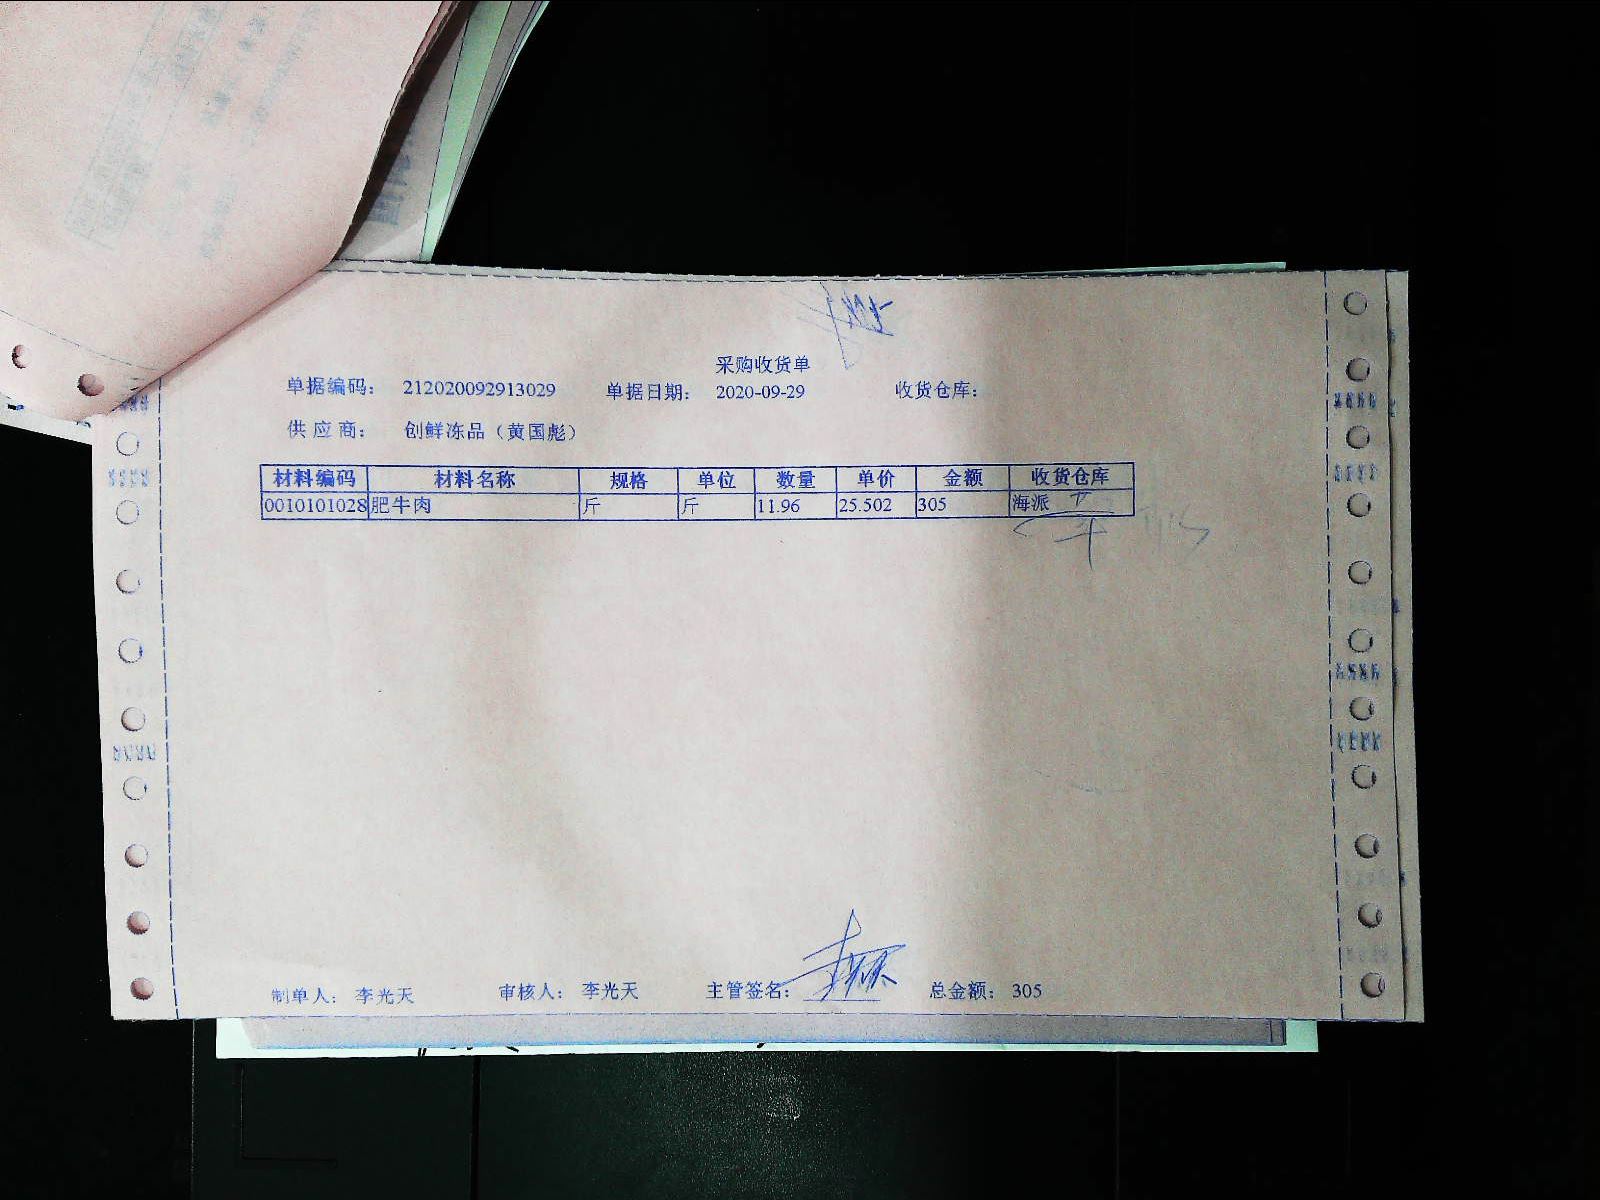 采购收货单
单据编码： 212020092913029 单据日期： 2020-09-29 收货仓库：
供应商： 创鲜冻品（黄国彪）
材料编码 材料名称 规格 单位 数量 单价 金额 收货仓库
0010101028 肥牛肉 斤 斤 11.96 25.502 305 海派
制单人： 李光天 审核人： 李光天 主管签名： 总金额： 305